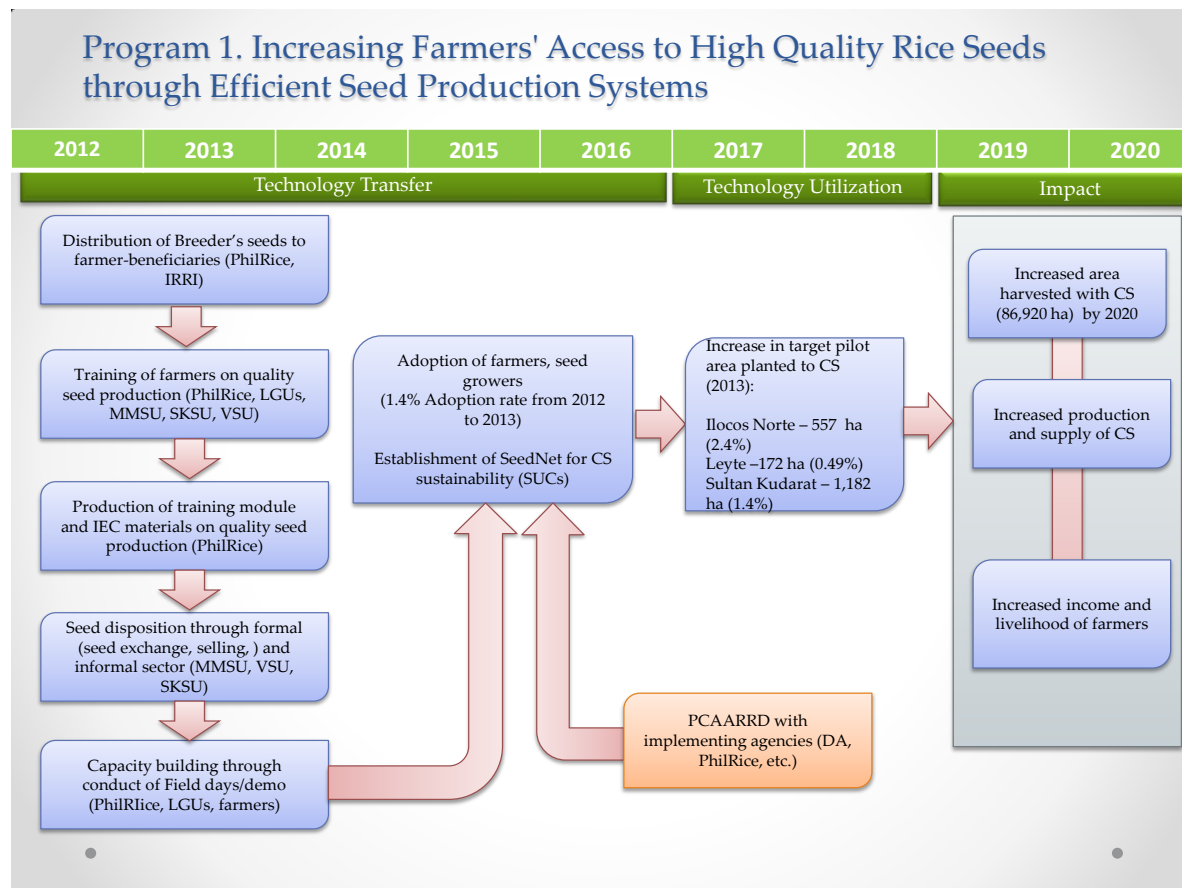 Program 1. Increasing Farmers' Access to High Quality Rice Seeds
through Efficient Seed Production Systems
2012 2013 2014 2015 2016 2017 2018 2019 2020
Technology Transfer Technology Utilization Impact
Distribution of Breeder's seeds to
farmer-beneficiaries (PhilRice,
IRRI)
Training of farmers on quality
seed production (PhilRice, LGUs,
MMSU, SKSU, VSU)
Production of training module
and IEC materials on quality seed
production (PhilRice)
Seed disposition through formal
(seed exchange, selling, ) and
informal sector (MMSU, VSU,
SKSU)
Capacity building through
conduct of Field days/demo
(PhilRIice, LGUs, farmers)
Adoption of farmers, seed
growers
(1.4% Adoption rate from 2012
to 2013)
Establishment of SeedNet for CS
sustainability (SUCs)
PCAARRD with
implementing agencies (DA,
PhilRice, etc.)
Increase in target pilot
area planted to CS
(2013):
Ilocos Norte – 557 ha
(2.4%)
Leyte –172 ha (0.49%)
Sultan Kudarat – 1,182
ha (1.4%)
Increased area
harvested with CS
(86,920 ha) by 2020
Increased production
and supply of CS
Increased income and
livelihood of farmers